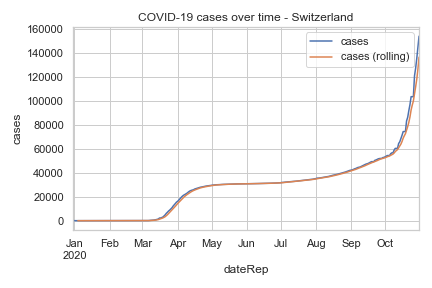 COVID-19 cases over time - Switzerland
cases
cases (rolling)
160000
140000
120000
100000
80000
60000
40000
20000
0
cases
Jan Feb Mar Apr May Jun Jul Aug Sep Oct
2020
dateRep